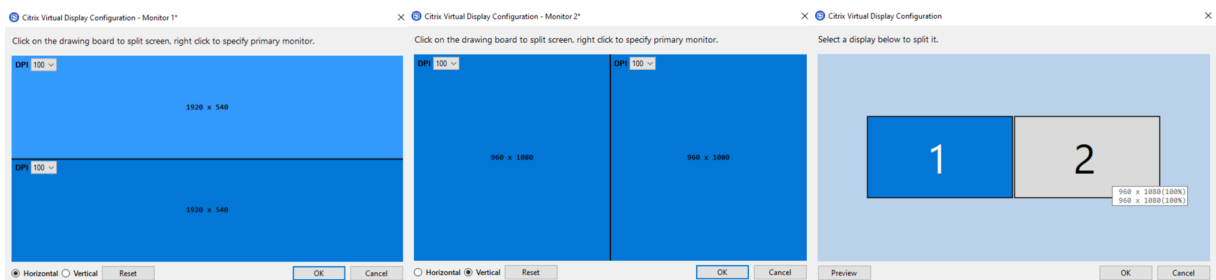 Citrix Virtual Display Configuration - Monitor 1*
Click on the drawing board to split screen, right click to specify primary monitor.
DPI 100
1920 x 540
DPI 100
1920 x 540
Horizontal Vertical Reset OK Cancel
Citrix Virtual Display Configuration - Monitor 2*
Click on the drawing board to split screen, right click to specify primary monitor.
DPI 100 DPI 100
960 x 1080 960 x 1080
Horizontal Vertical Reset OK Cancel
Citrix Virtual Display Configuration
Select a display below to split it.
1 2
960 x 1080(100%)
960 x 1080(100%)
Preview OK Cancel